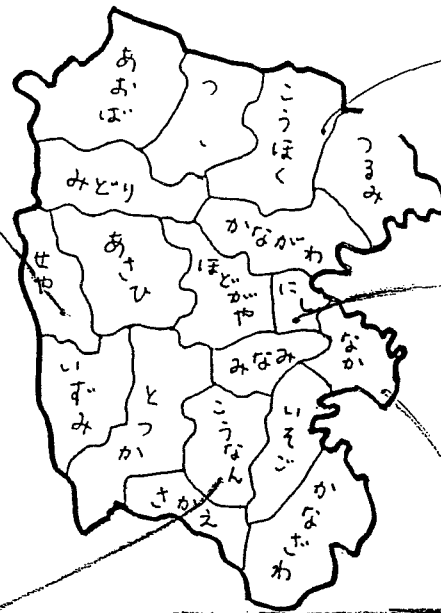 あおば
つ
こうほく
つるみ
みどり
かながわ
せや
あさひ
ほどがや
にし
なか
みなみ
いずみ
とつか
こうなん
いそご
さかえ
かなざわ